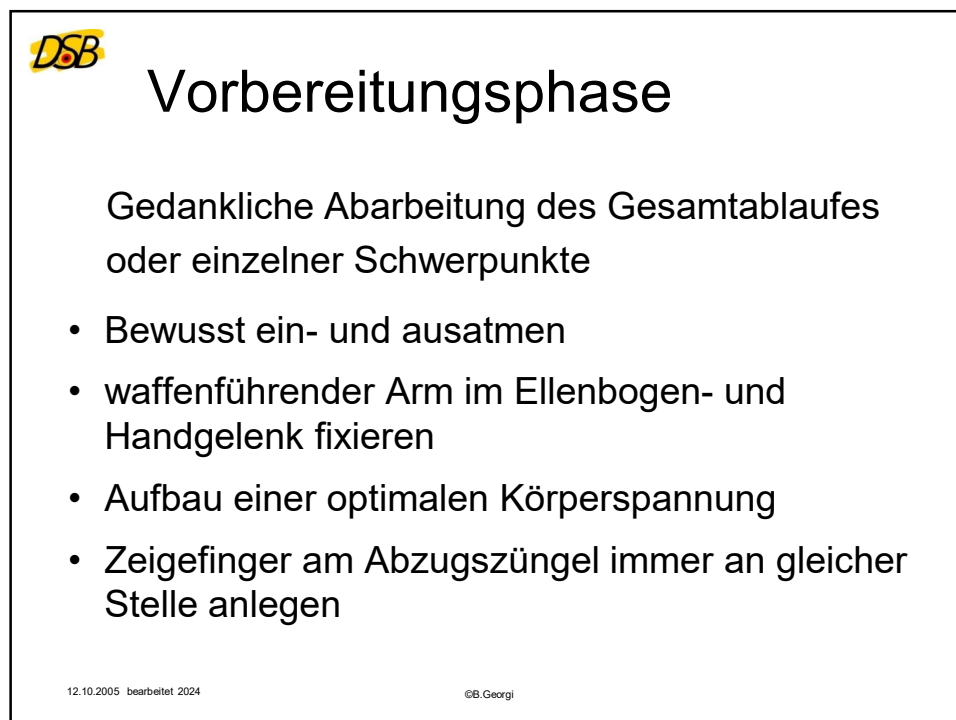 DSB
Vorbereitungsphase
Gedankliche Abarbeitung des Gesamtablaufes
oder einzelner Schwerpunkte
• Bewusst ein- und ausatmen
• waffenführender Arm im Ellenbogen- und
Handgelenk fixieren
• Aufbau einer optimalen Körperspannung
• Zeigefinger am Abzugszüngel immer an gleicher
Stelle anlegen
12.10.2005 bearbeitet 2024
©B.Georgi